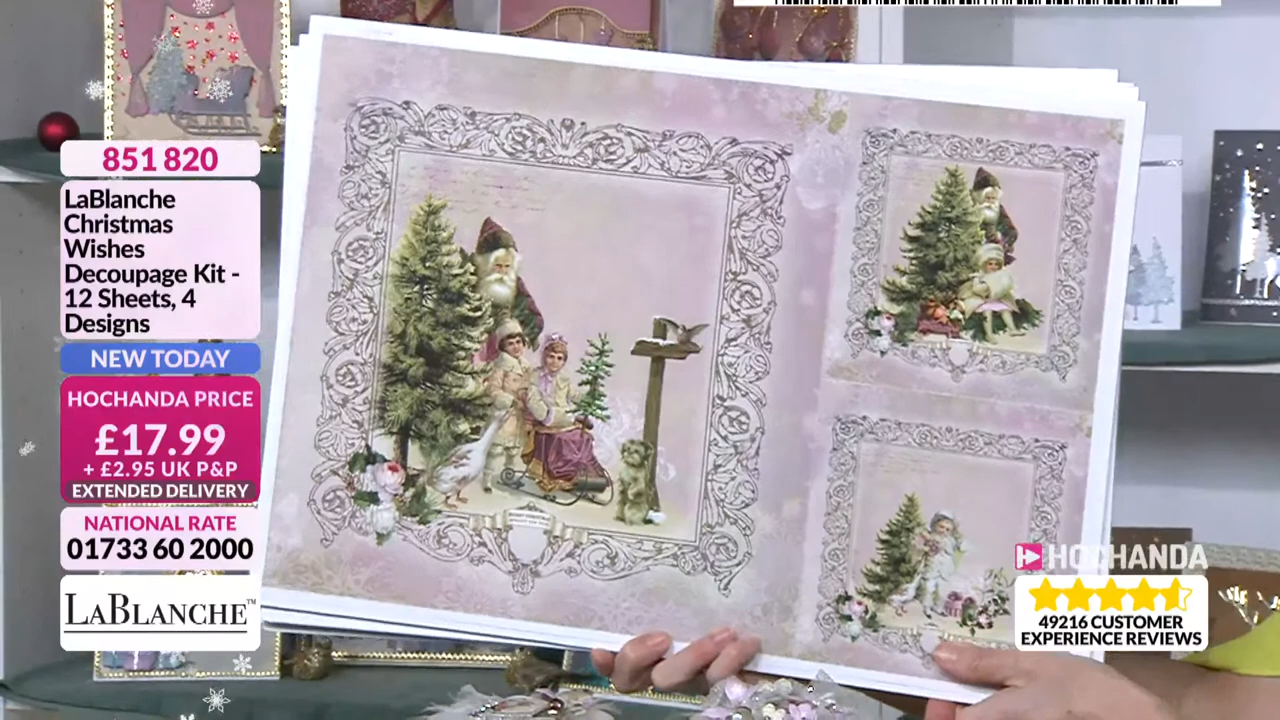 851 820
LaBlanche
Christmas
Wishes
Decoupage Kit -
12 Sheets, 4
Designs
NEW TODAY
HOCHANDA PRICE
£17.99
+ £2.95 UK P&P
EXTENDED DELIVERY
NATIONAL RATE
01733 60 2000
LABLANCHE™
HOCHANDA
49216 CUSTOMER
EXPERIENCE REVIEWS